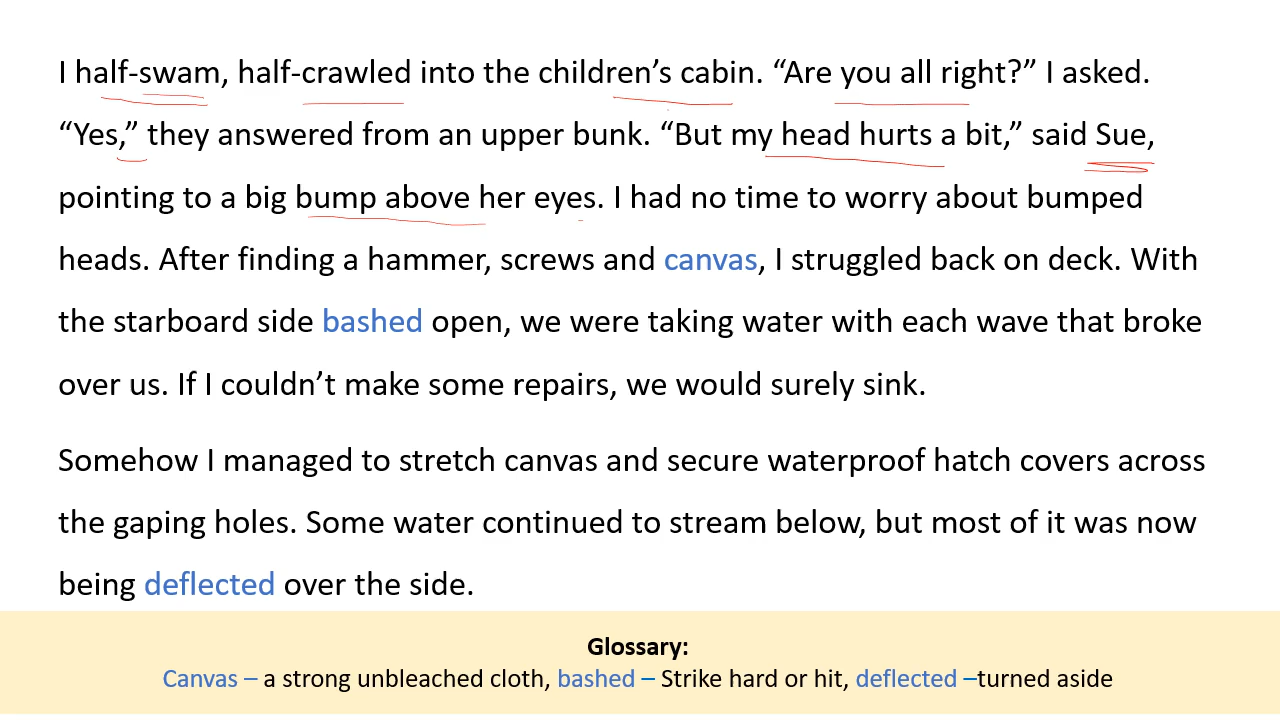 I half-swam, half-crawled into the children’s cabin. “Are you all right?” I asked.
“Yes,” they answered from an upper bunk. “But my head hurts a bit,” said Sue,
pointing to a big bump above her eyes. I had no time to worry about bumped
heads. After finding a hammer, screws and canvas, I struggled back on deck. With
the starboard side bashed open, we were taking water with each wave that broke
over us. If I couldn’t make some repairs, we would surely sink.
Somehow I managed to stretch canvas and secure waterproof hatch covers across
the gaping holes. Some water continued to stream below, but most of it was now
being deflected over the side.
Glossary:
Canvas – a strong unbleached cloth, bashed – Strike hard or hit, deflected –turned aside